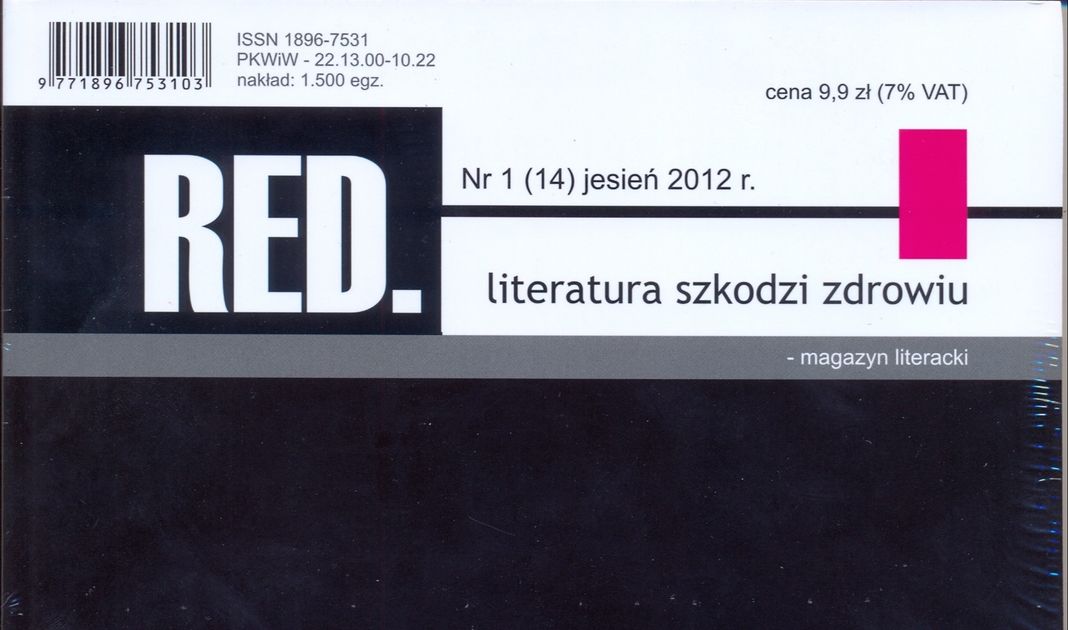 ISSN 1896-7531
PKWiW - 22.13.00-10.22
nakład: 1.500 egz.
9 771896 753103
cena 9,9 zł (7% VAT)
RED.
Nr 1 (14) jesień 2012 r.
literatura szkodzi zdrowiu
- magazyn literacki